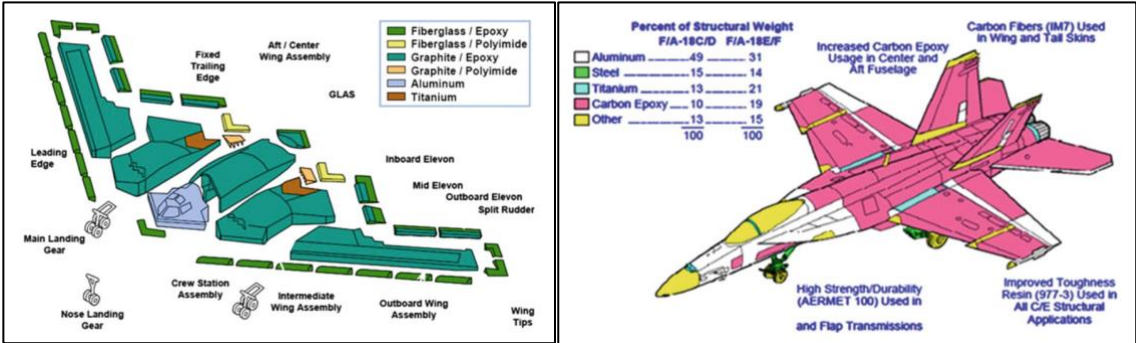 Fiberglass / Epoxy
Fiberglass / Polyimide
Graphite / Epoxy
Graphite / Polyimide
Aluminum
Titanium
Aft / Center
Wing Assembly
Fixed
Trailing
Edge
GLAS
Leading
Edge
Inboard Elevon
Mid Elevon
Outboard Elevon
Split Rudder
Main Landing
Gear
Nose Landing
Gear
Crew Station
Assembly
Intermediate
Wing Assembly
Outboard Wing
Assembly
Wing
Tips
Percent of Structural Weight
F/A-18C/D F/A-18E/F
Aluminum 49 31
Steel 15 14
Titanium 13 21
Carbon Epoxy 10 19
Other 13 15
100 100
Increased Carbon Epoxy
Usage in Center and
Aft Fuselage
Carbon Fibers (IM7) Used
in Wing and Tail Skins
High Strength/Durability
(AERMET 100) Used in
and Flap Transmissions
Improved Toughness
Resin (977-3) Used in
All C/E Structural
Applications